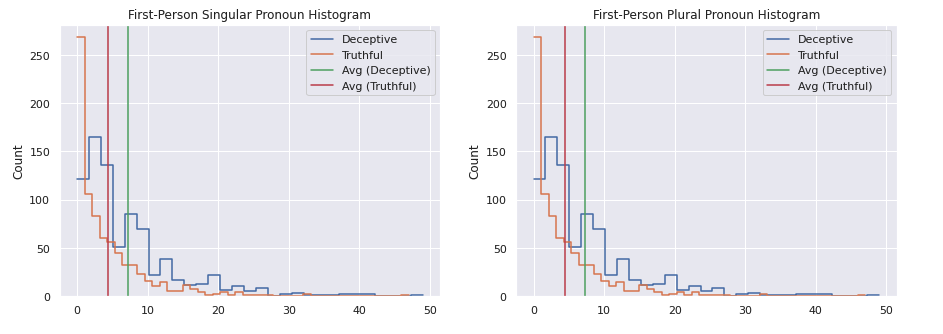 First-Person Singular Pronoun Histogram
Deceptive
Truthful
Avg (Deceptive)
Avg (Truthful)
250
200
150
100
50
0
Count
0 10 20 30 40 50
First-Person Plural Pronoun Histogram
Deceptive
Truthful
Avg (Deceptive)
Avg (Truthful)
250
200
150
100
50
0
Count
0 10 20 30 40 50